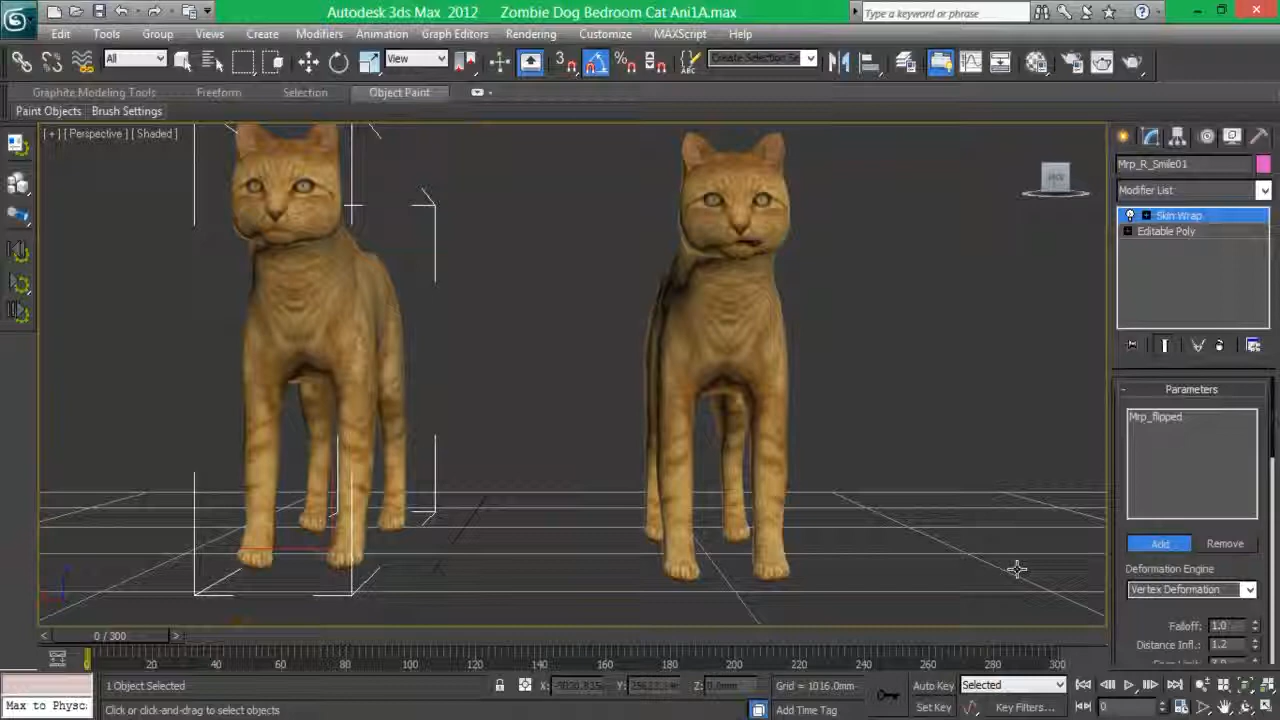 Autodesk 3ds Max 2012 Zombie Dog Bedroom Cat Ani1A.max
Type a keyword or phrase
Edit Tools Group Views Create Modifiers Animation Graph Editors Rendering Customize MAXScript Help
All View Create Selection Se
Graphite Modeling Tools Freeform Selection Object Paint
Paint Objects Brush Settings
[ + ] [ Perspective ] [ Shaded ]
Mrp_R_Smile01
Modifier List
Skin Wrap
Editable Poly
Parameters
Mrp_flipped
Add Remove
Deformation Engine
Vertex Deformation
Falloff: 1.0
Distance Infl.: 1.2
0 / 300
0 20 40 60 80 100 120 140 160 180 200 220 240 260 280 300
1 Object Selected X: Y: Z: 0.0mm Grid = 1016.0mm Auto Key Selected
Max to Physc Click or click-and-drag to select objects Add Time Tag Set Key Key Filters... 0